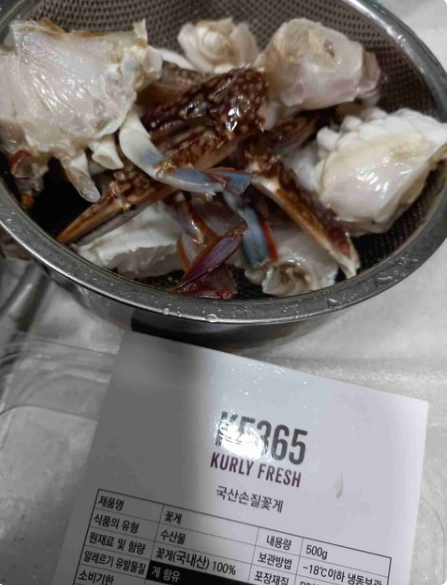 KF365
KURLY FRESH
국산손질꽃게
제품명 꽃게
식품의 유형 수산물 내용량 500g
원재료 및 함량 꽃게(국내산) 100% 보관방법 -18℃이하 냉동보관
알레르기 유발물질 게 함유 포장재질
소비기한